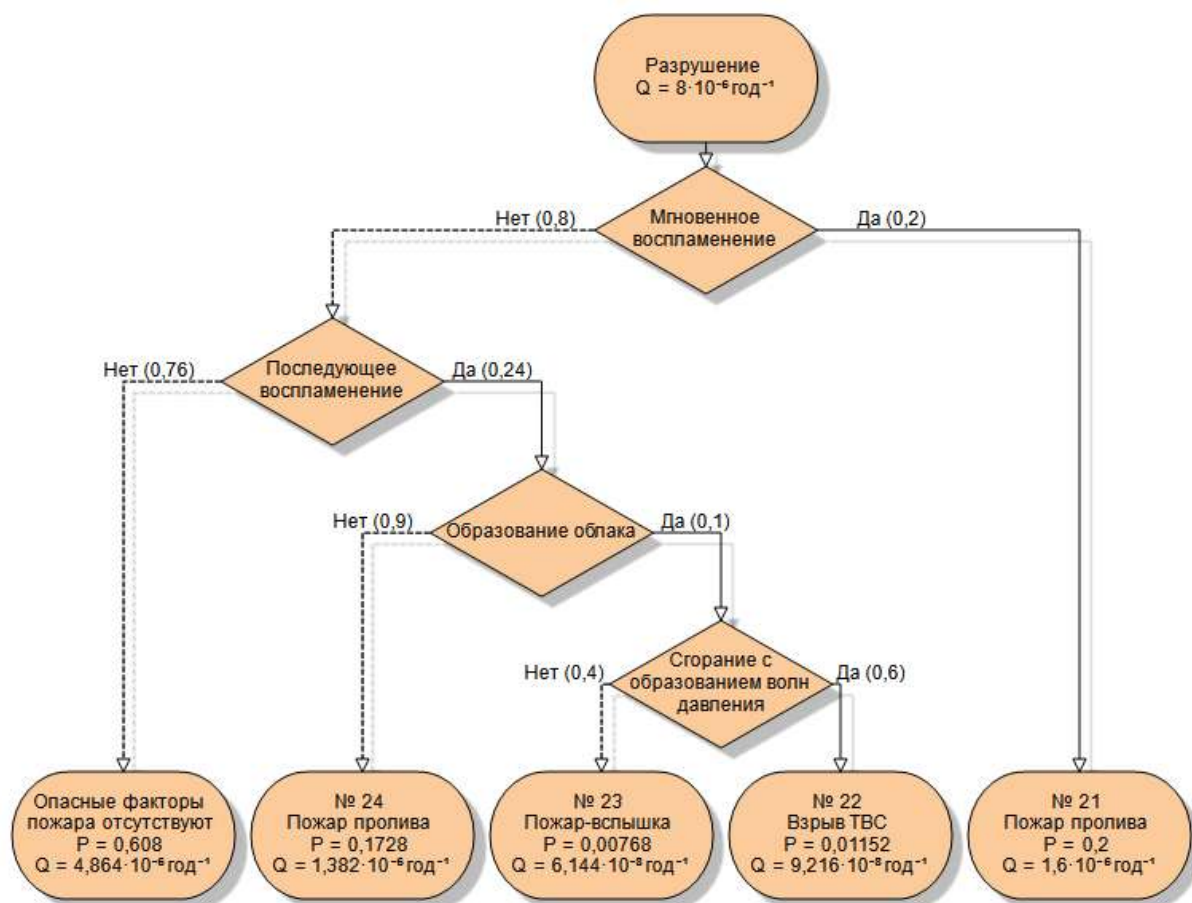 Разрушение
Q = 8·10⁻⁶ год⁻¹
Нет (0,8)
Мгновенное
воспламенение
Да (0,2)
Нет (0,76)
Последующее
воспламенение
Да (0,24)
Нет (0,9)
Образование облака
Да (0,1)
Нет (0,4)
Сгорание с
образованием волн
давления
Да (0,6)
Опасные факторы
пожара отсутствуют
P = 0,608
Q = 4,864·10⁻⁶ год⁻¹
№ 24
Пожар пролива
P = 0,1728
Q = 1,382·10⁻⁶ год⁻¹
№ 23
Пожар-вспышка
P = 0,00768
Q = 6,144·10⁻⁸ год⁻¹
№ 22
Взрыв ТВС
P = 0,01152
Q = 9,216·10⁻⁸ год⁻¹
№ 21
Пожар пролива
P = 0,2
Q = 1,6·10⁻⁶ год⁻¹